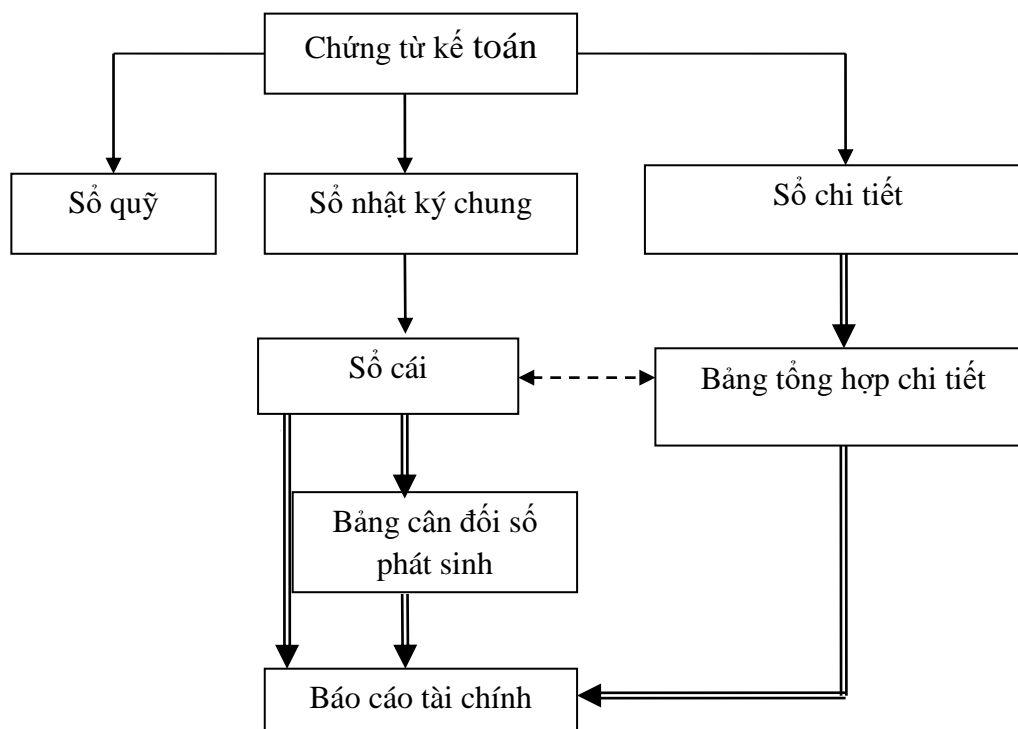 Chứng từ kế toán
Sổ quỹ
Sổ nhật ký chung
Sổ chi tiết
Sổ cái
Bảng tổng hợp chi tiết
Bảng cân đối số
phát sinh
Báo cáo tài chính